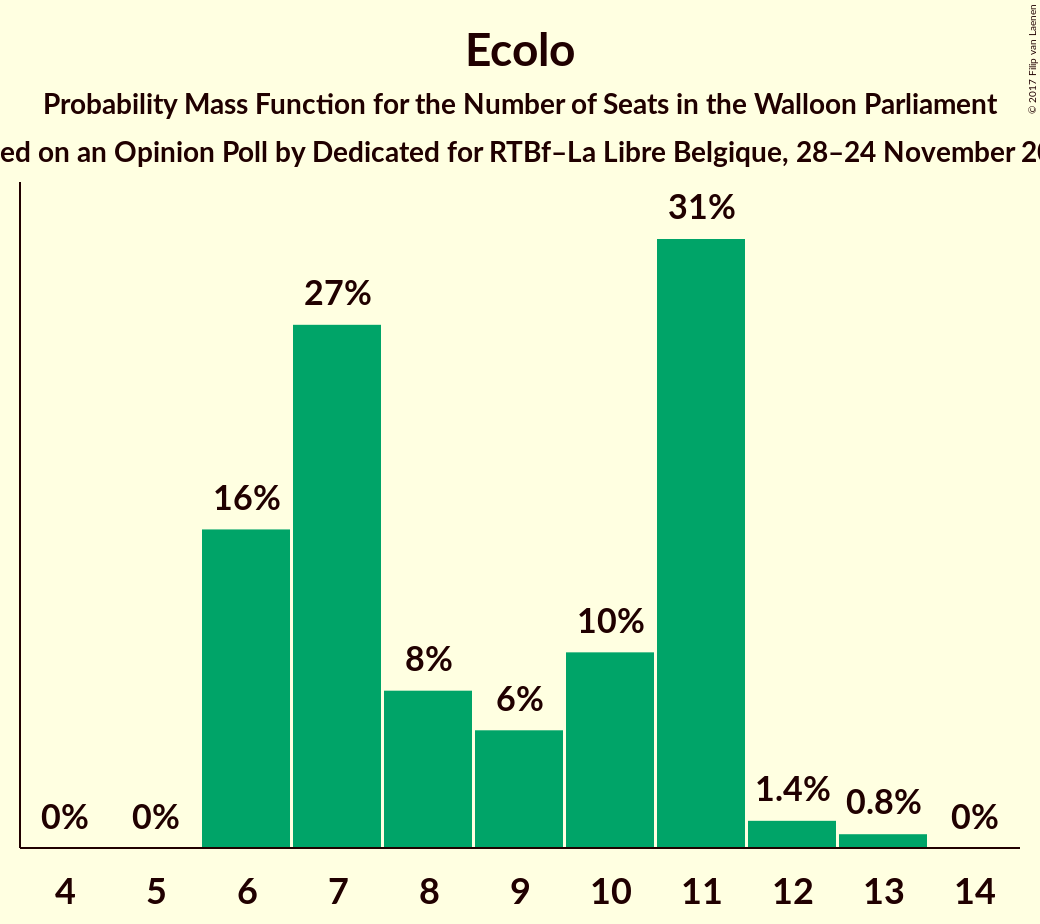 Ecolo
Probability Mass Function for the Number of Seats in the Walloon Parliament
ed on an Opinion Poll by Dedicated for RTBf–La Libre Belgique, 28–24 November 20
© 2017 Filip van Laenen
31%
27%
16%
10%
8%
6%
1.4%
0.8%
0% 0% 0%
4 5 6 7 8 9 10 11 12 13 14